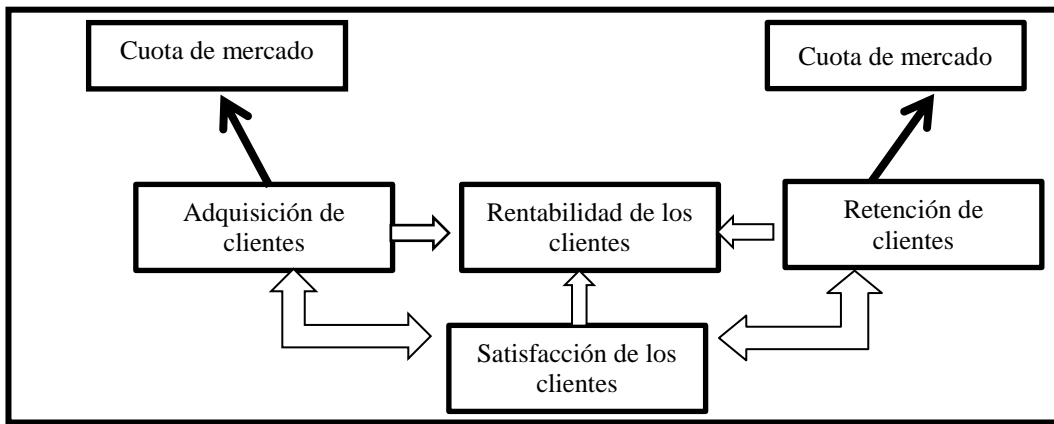 Cuota de mercado
Cuota de mercado
Adquisición de
clientes
Rentabilidad de los
clientes
Retención de
clientes
Satisfacción de los
clientes